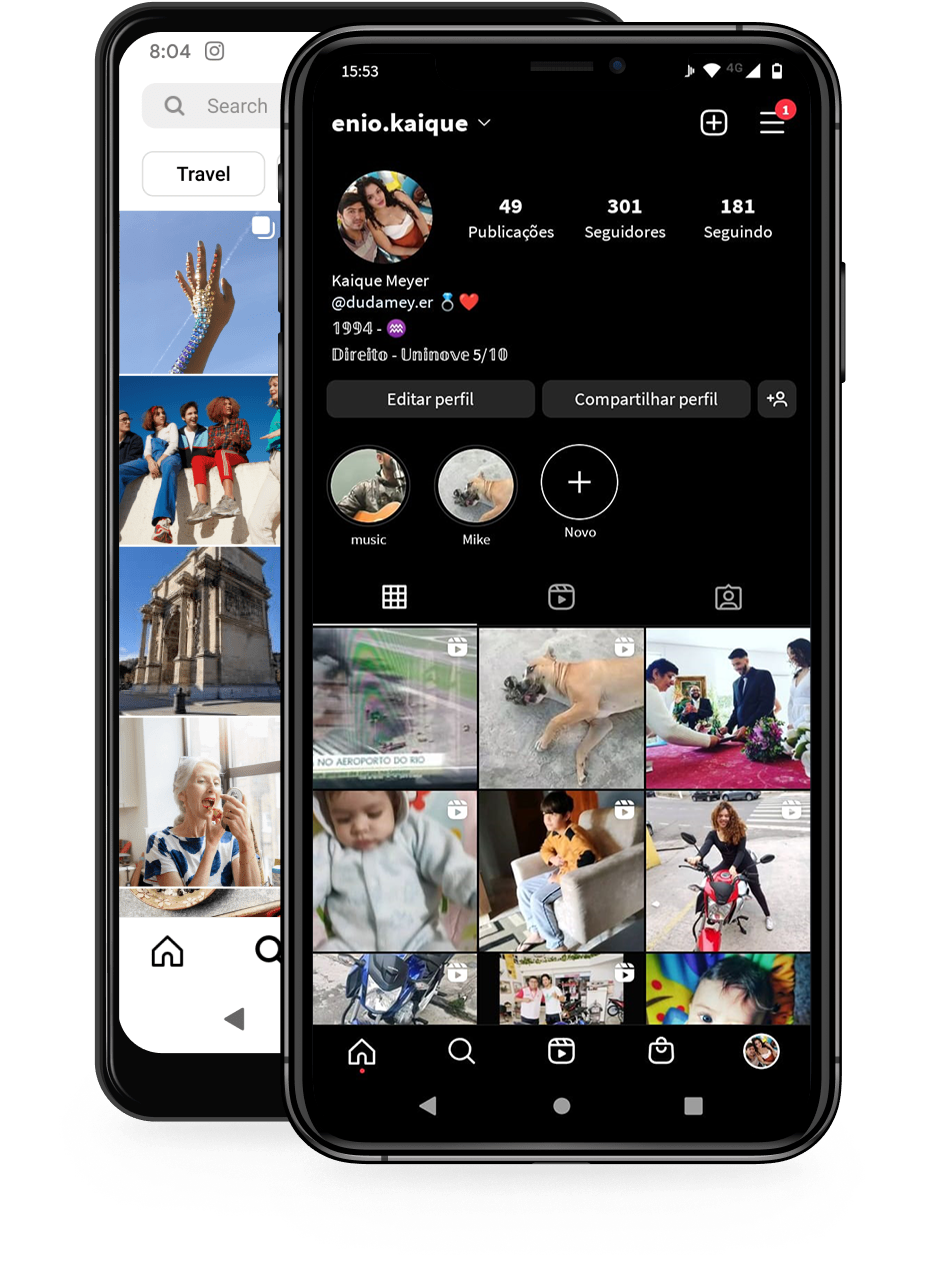 8:04
Search
Travel
15:53
4G
enio.kaique
1
49
301
181
Publicações
Seguidores
Seguindo
Kaique Meyer
@dudamey.er 💍❤️
𝟙𝟡𝟡𝟜 - ♒
𝔻𝕚𝕣𝕖𝕚𝕥𝕠 - 𝕌𝕟𝕚𝕟𝕠𝕧𝕖 𝟝/𝟙𝟘
Editar perfil
Compartilhar perfil
music
Mike
Novo
NO AEROPORTO DO RIO